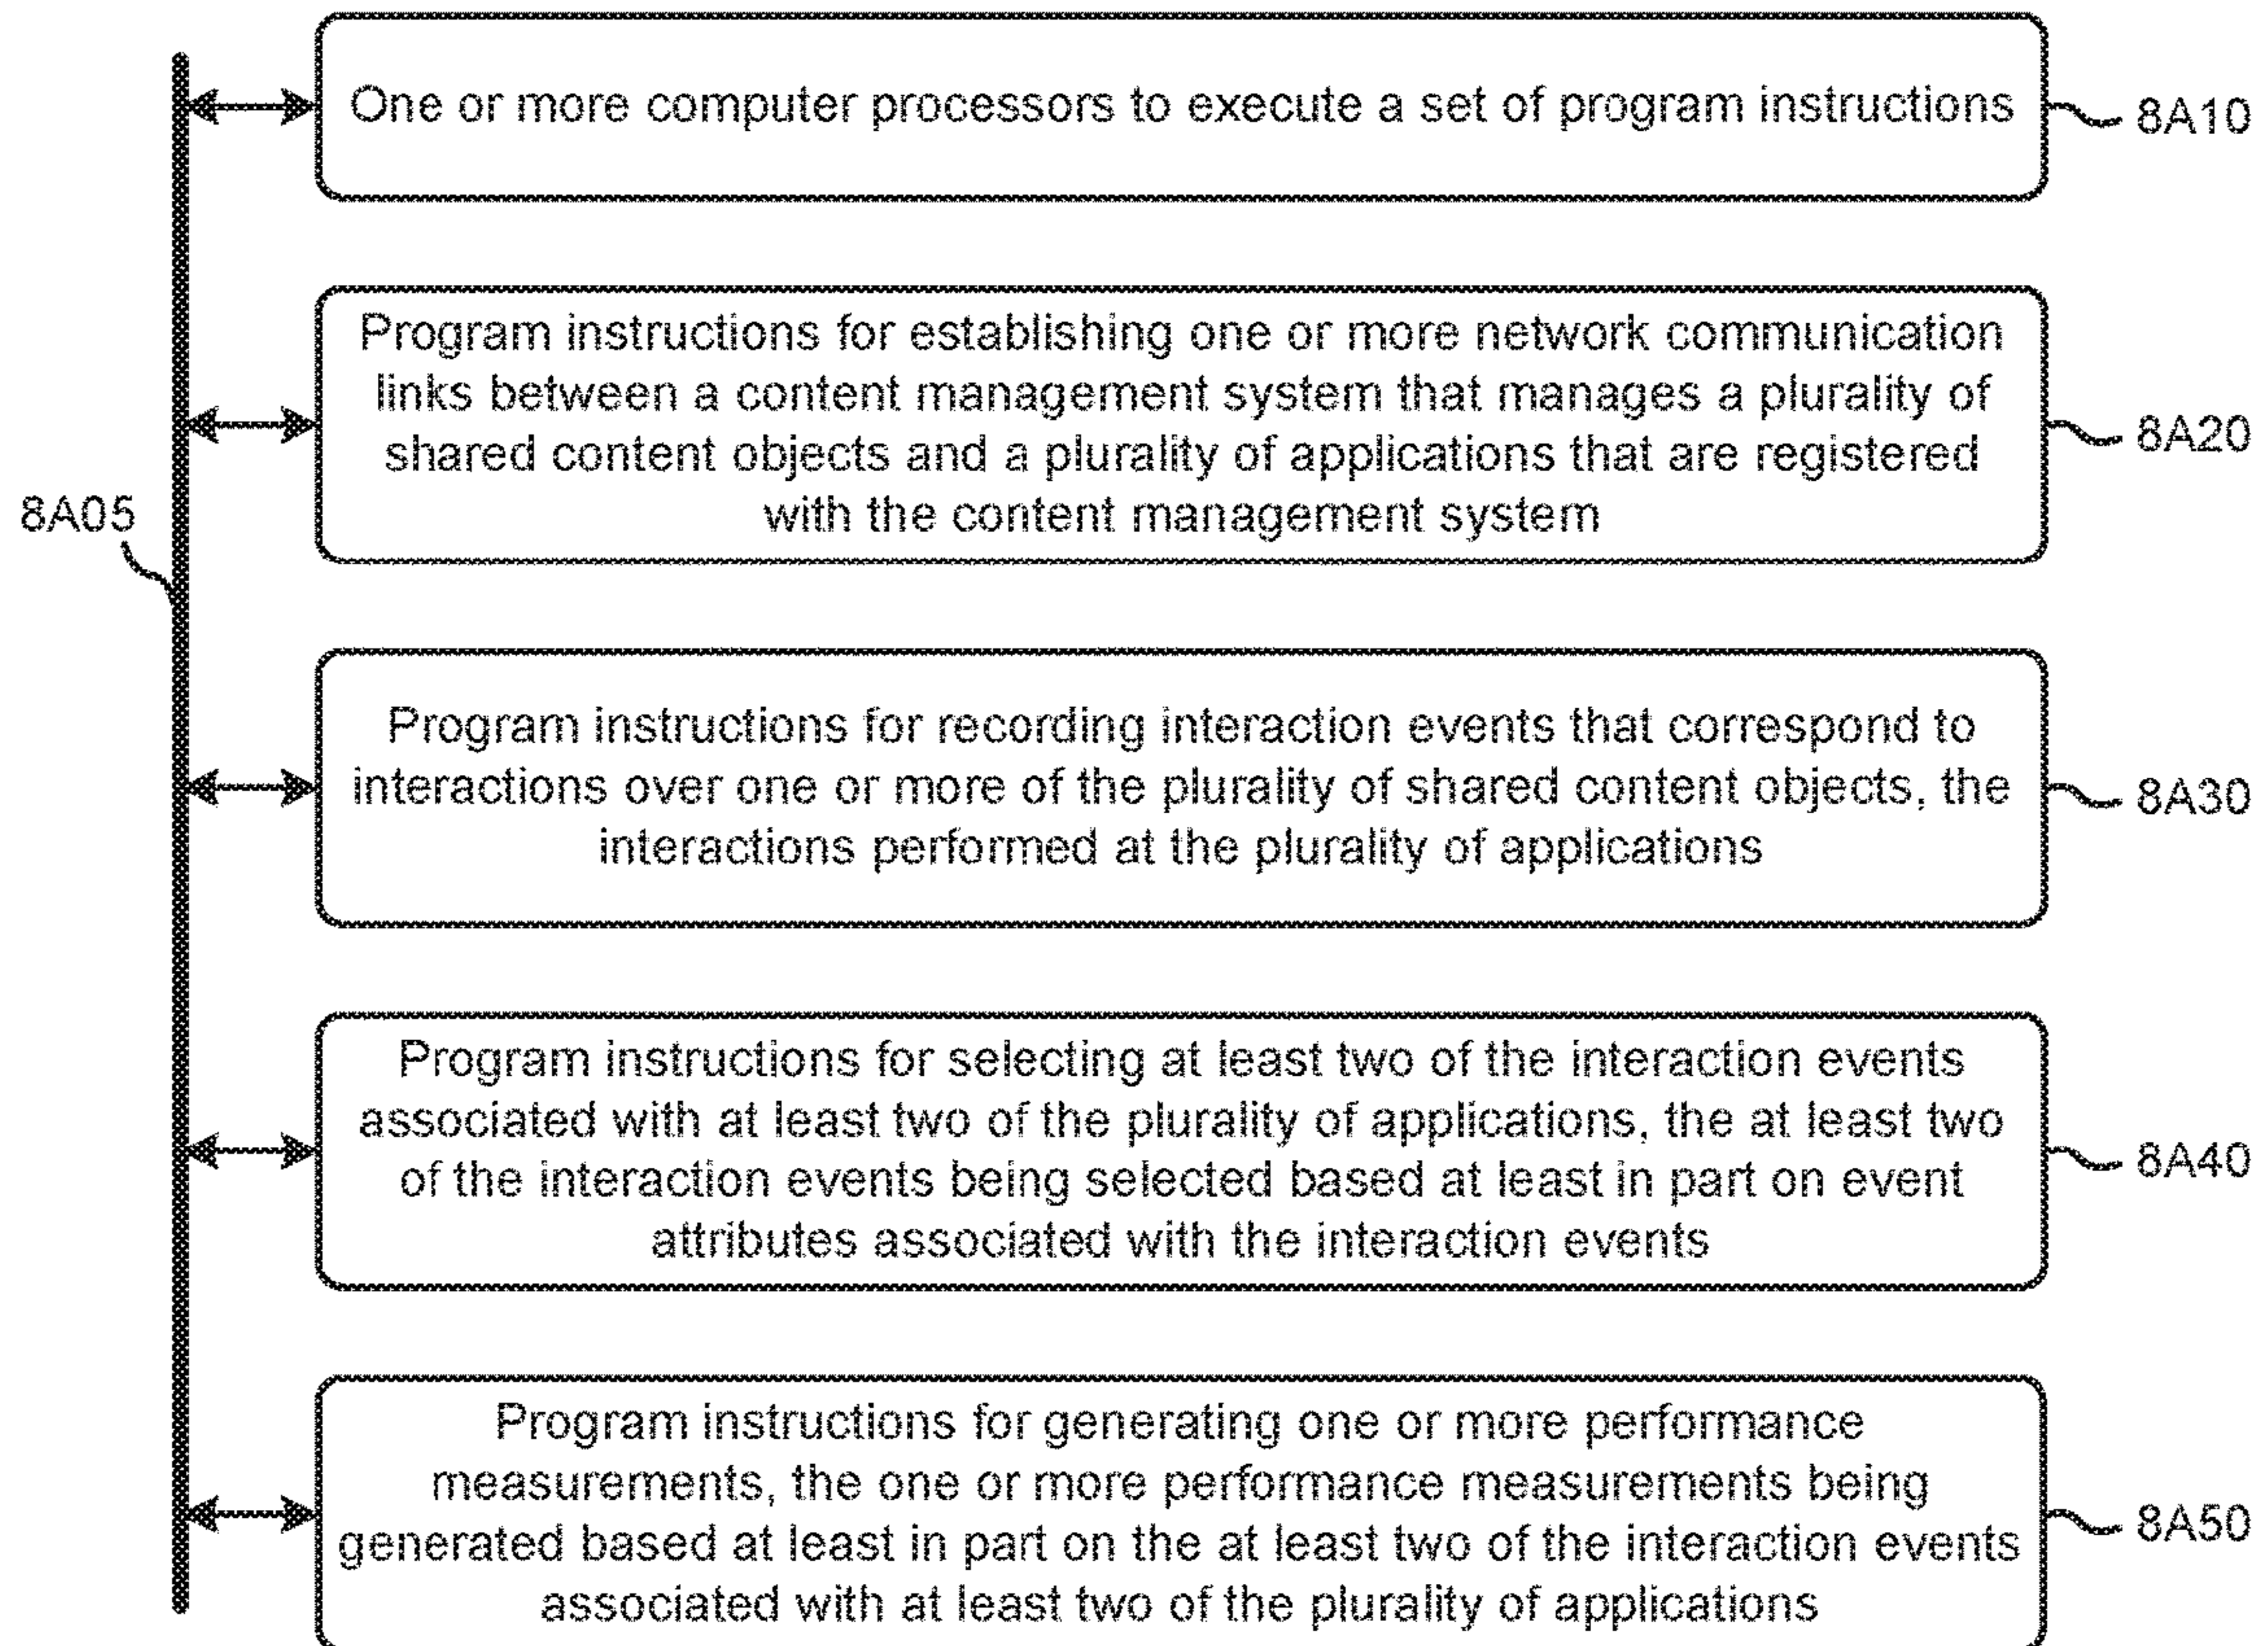 One or more computer processors to execute a set of program instructions
8A10
Program instructions for establishing one or more network communication
links between a content management system that manages a plurality of
shared content objects and a plurality of applications that are registered
with the content management system
8A20
8A05
Program instructions for recording interaction events that correspond to
interactions over one or more of the plurality of shared content objects, the
interactions performed at the plurality of applications
8A30
Program instructions for selecting at least two of the interaction events
associated with at least two of the plurality of applications, the at least two
of the interaction events being selected based at least in part on event
attributes associated with the interaction events
8A40
Program instructions for generating one or more performance
measurements, the one or more performance measurements being
generated based at least in part on the at least two of the interaction events
associated with at least two of the plurality of applications
8A50